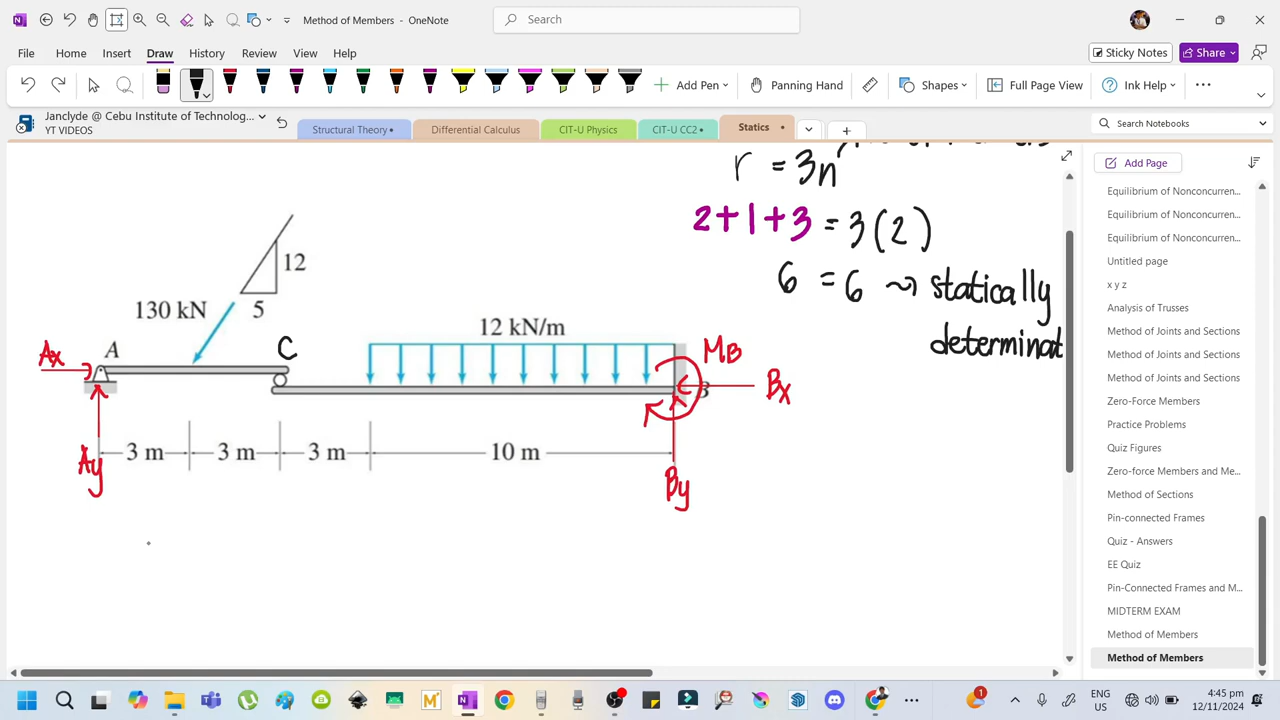 Method of Members - OneNote
Search
File Home Insert Draw History Review View Help
Sticky Notes
Share
Add Pen
Panning Hand
Shapes
Full Page View
Ink Help
Janclyde @ Cebu Institute of Technolog...
YT VIDEOS
Structural Theory
Differential Calculus
CIT-U Physics
CIT-U CC2
Statics
Search Notebooks
Add Page
Equilibrium of Nonconcurren...
Equilibrium of Nonconcurren...
Equilibrium of Nonconcurren...
Untitled page
x y z
Analysis of Trusses
Method of Joints and Sections
Method of Joints and Sections
Method of Joints and Sections
Zero-Force Members
Practice Problems
Quiz Figures
Zero-force Members and Me...
Method of Sections
Pin-connected Frames
Quiz - Answers
EE Quiz
Pin-Connected Frames and M...
MIDTERM EXAM
Method of Members
Method of Members
r = 3n
2+1+3 = 3(2)
6 = 6 → statically
determinat
12
5
130 kN
12 kN/m
Ax
A
C
MB
B
Bx
Ay
3 m
3 m
3 m
10 m
By
ENG
US
4:45 pm
12/11/2024
1